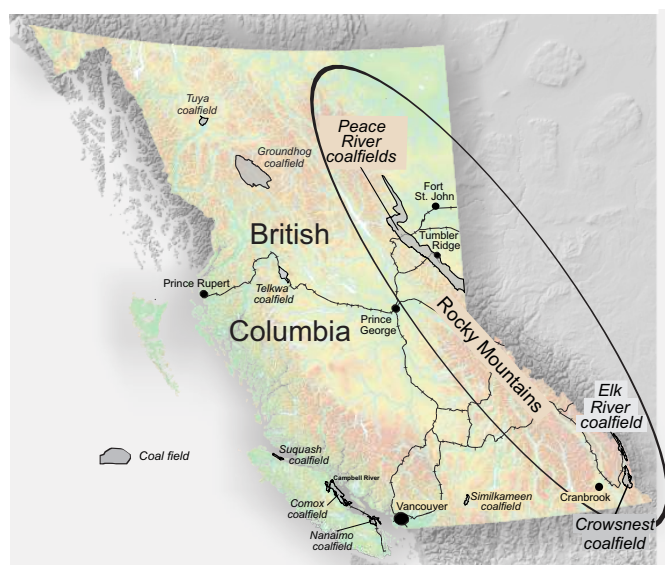 Tuya
coalfield
Groundhog
coalfield
Peace
River
coalfields
Fort
St. John
Tumbler
Ridge
British
Prince Rupert
Telkwa
coalfield
Columbia
Prince
George
Rocky Mountains
Elk
River
coalfield
Coal field
Suquash
coalfield
Campbell River
Comox
coalfield
Nanaimo
coalfield
Vancouver
Similkameen
coalfield
Cranbrook
Crowsnest
coalfield